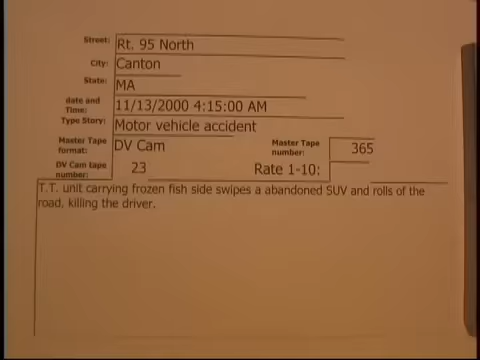 Street: Rt. 95 North
City: Canton
State: MA
date and Time: 11/13/2000 4:15:00 AM
Type Story: Motor vehicle accident
Master Tape format: DV Cam Master Tape number: 365
DV Cam tape number: 23 Rate 1-10:
T.T. unit carrying frozen fish side swipes a abandoned SUV and rolls of the
road, killing the driver.